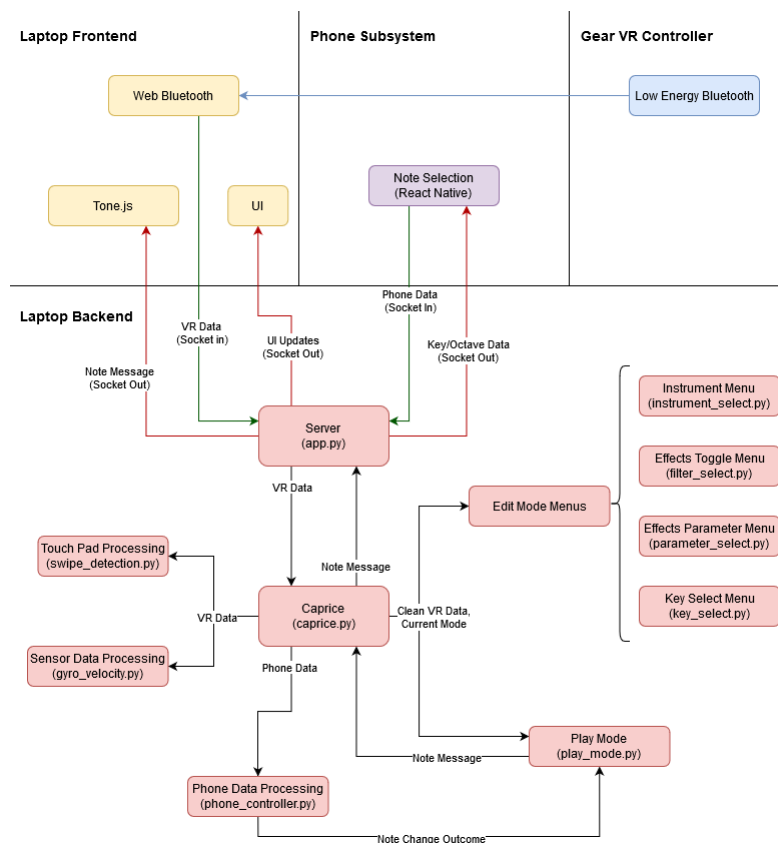 Laptop Frontend
Phone Subsystem
Gear VR Controller
Web Bluetooth
Low Energy Bluetooth
Tone.js
UI
Note Selection
(React Native)
Laptop Backend
Phone Data
(Socket In)
VR Data
(Socket in)
UI Updates
(Socket Out)
Key/Octave Data
(Socket Out)
Note Message
(Socket Out)
Server
(app.py)
Instrument Menu
(instrument_select.py)
Effects Toggle Menu
(filter_select.py)
VR Data
Edit Mode Menus
Effects Parameter Menu
(parameter_select.py)
Touch Pad Processing
(swipe_detection.py)
Note Message
Key Select Menu
(key_select.py)
VR Data
Caprice
(caprice.py)
Clean VR Data,
Current Mode
Sensor Data Processing
(gyro_velocity.py)
Phone Data
Play Mode
(play_mode.py)
Note Message
Phone Data Processing
(phone_controller.py)
Note Change Outcome